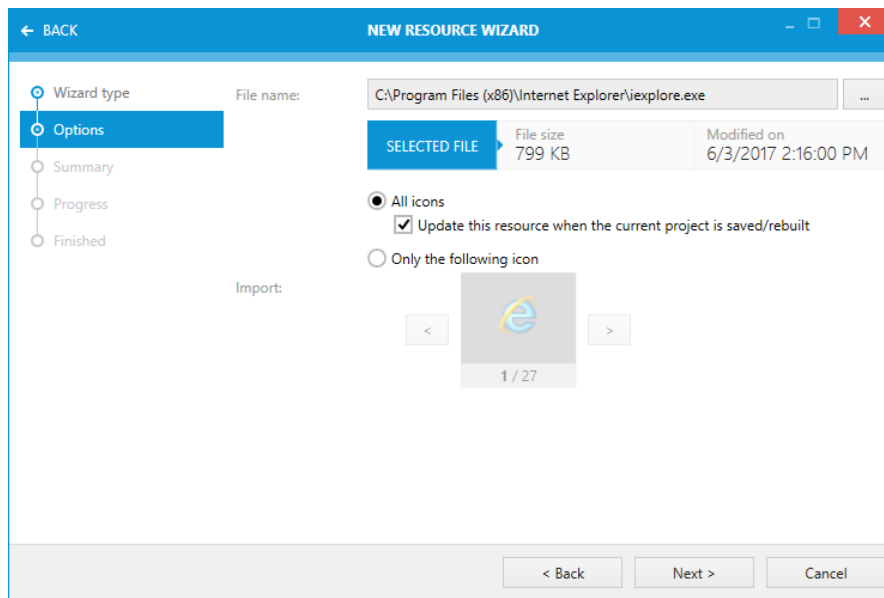 BACK
NEW RESOURCE WIZARD
Wizard type
Options
Summary
Progress
Finished
File name:
C:\Program Files (x86)\Internet Explorer\iexplore.exe
...
SELECTED FILE
File size
799 KB
Modified on
6/3/2017 2:16:00 PM
All icons
Update this resource when the current project is saved/rebuilt
Only the following icon
Import:
<
>
1 / 27
< Back
Next >
Cancel